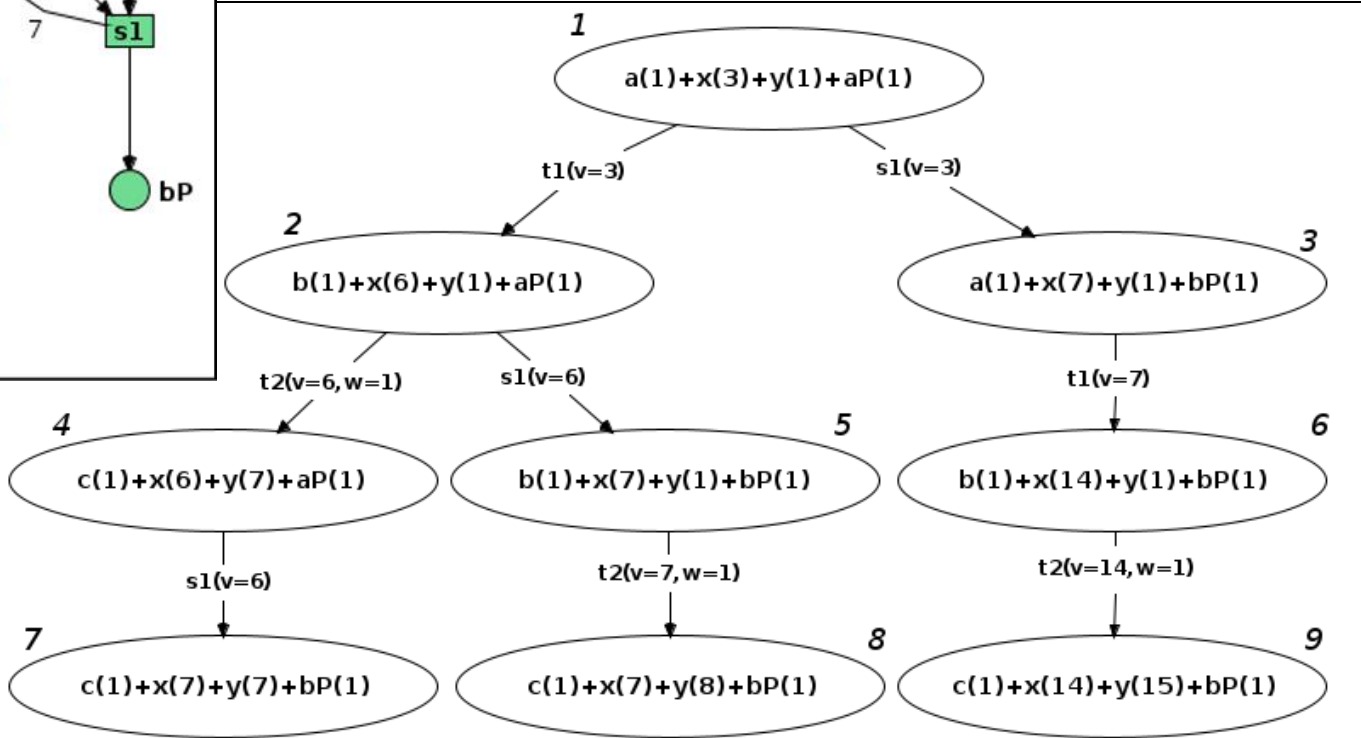 7
s1
bP
1
a(1)+x(3)+y(1)+aP(1)
t1(v=3)
s1(v=3)
2
b(1)+x(6)+y(1)+aP(1)
3
a(1)+x(7)+y(1)+bP(1)
t2(v=6,w=1)
s1(v=6)
t1(v=7)
4
c(1)+x(6)+y(7)+aP(1)
5
b(1)+x(7)+y(1)+bP(1)
6
b(1)+x(14)+y(1)+bP(1)
s1(v=6)
t2(v=7,w=1)
t2(v=14,w=1)
7
c(1)+x(7)+y(7)+bP(1)
8
c(1)+x(7)+y(8)+bP(1)
9
c(1)+x(14)+y(15)+bP(1)